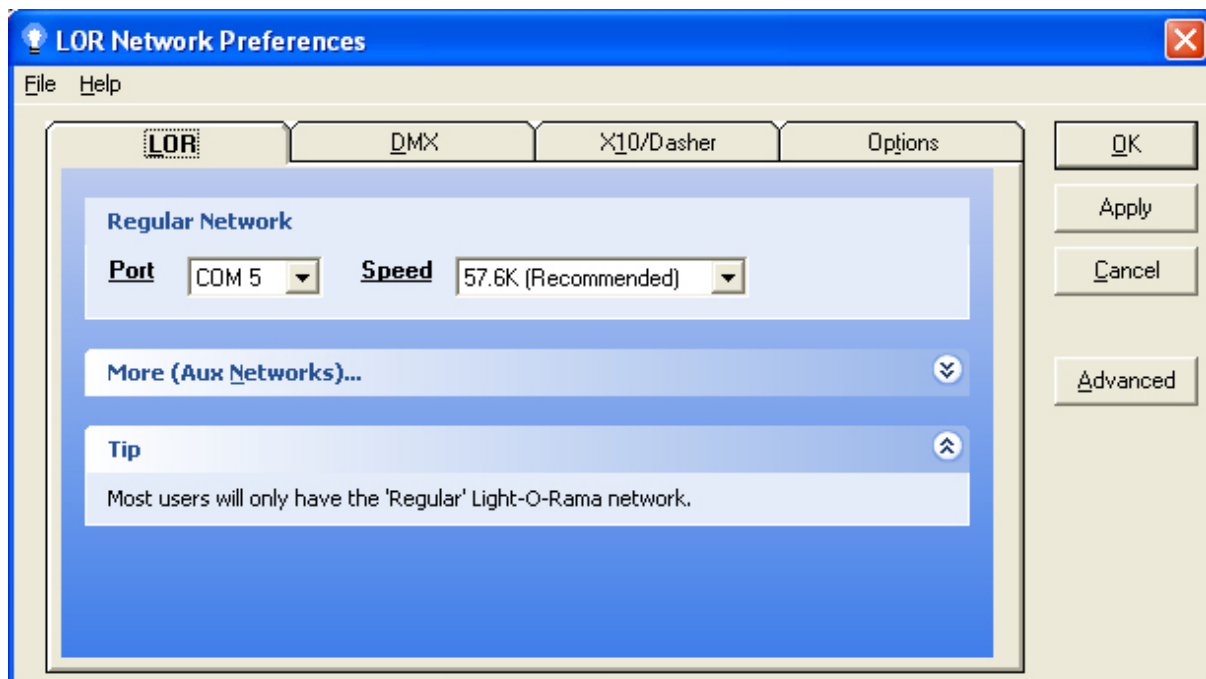 LOR Network Preferences
File Help
LOR DMX X10/Dasher Options
OK
Apply
Cancel
Advanced
Regular Network
Port COM 5 Speed 57.6K (Recommended)
More (Aux Networks)...
Tip
Most users will only have the 'Regular' Light-O-Rama network.